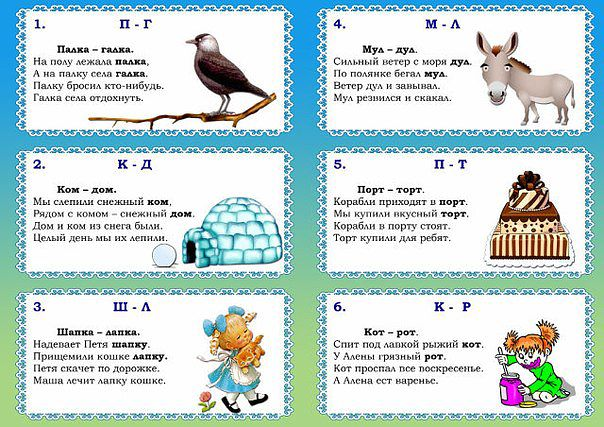 1. П - Г
Палка – галка.
На полу лежала палка,
А на палку села галка.
Палку бросил кто-нибудь.
Галка села отдохнуть.
2. К - Д
Ком – дом.
Мы слепили снежный ком,
Рядом с комом – снежный дом.
Дом и ком из снега были.
Целый день мы их лепили.
3. Ш - Л
Шапка – лапка.
Надевает Петя шапку.
Прищемили кошке лапку.
Петя скачет по дорожке.
Маша лечит лапку кошке.
4. М - Л
Мул – дул.
Сильный ветер с моря дул.
По полянке бегал мул.
Ветер дул и завывал.
Мул резвился и скакал.
5. П - Т
Порт – торт.
Корабли приходят в порт.
Мы купили вкусный торт.
Корабли в порту стоят.
Торт купили для ребят.
6. К - Р
Кот – рот.
Спит под лавкой рыжий кот.
У Алены грязный рот.
Кот проспал все воскресенье.
А Алена ест варенье.